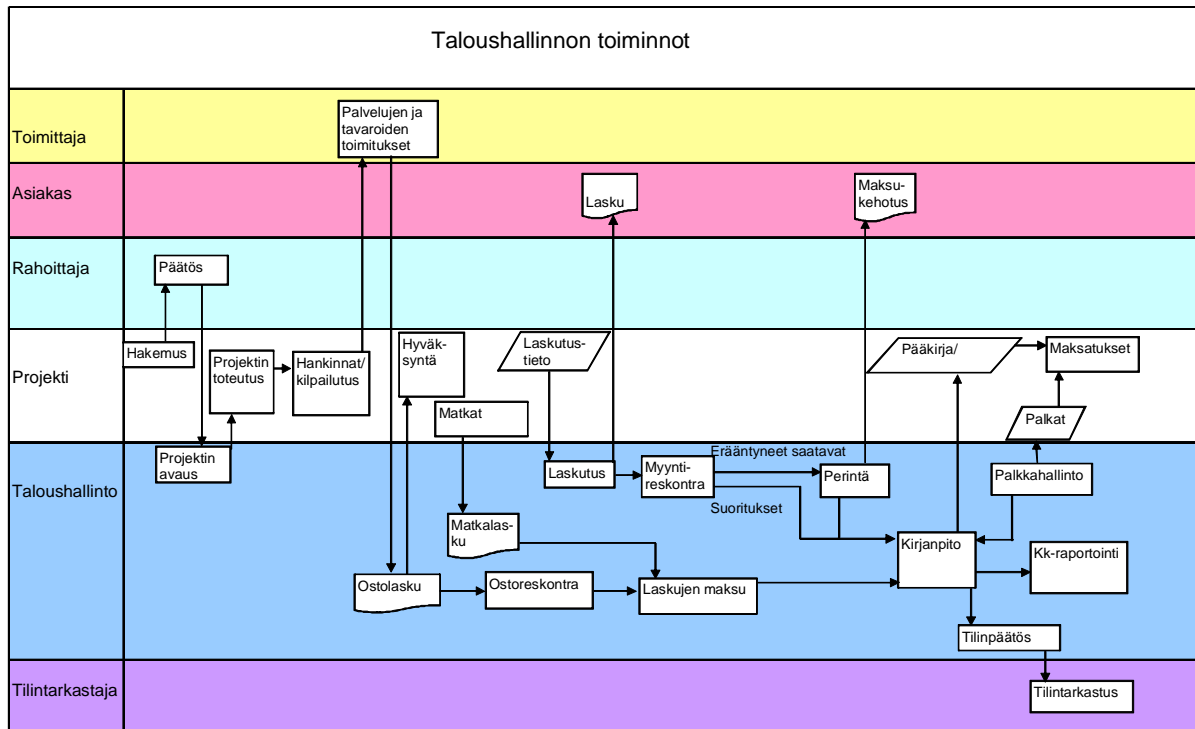 Taloushallinnon toiminnot
Toimittaja
Palvelujen ja
tavaroiden
toimitukset
Asiakas
Lasku
Maksu-
kehotus
Rahoittaja
Päätös
Projekti
Hakemus
Projektin
toteutus
Hankinnat/
kilpailutus
Hyväk-
syntä
Matkat
Laskutus-
tieto
Pääkirja/
Maksatukset
Palkat
Taloushallinto
Projektin
avaus
Laskutus
Myynti-
reskontra
Erääntyneet saatavat
Suoritukset
Perintä
Palkkahallinto
Matkalas-
ku
Kirjanpito
Kk-raportointi
Ostolasku
Ostoreskontra
Laskujen maksu
Tilinpäätös
Tilintarkastaja
Tilintarkastus